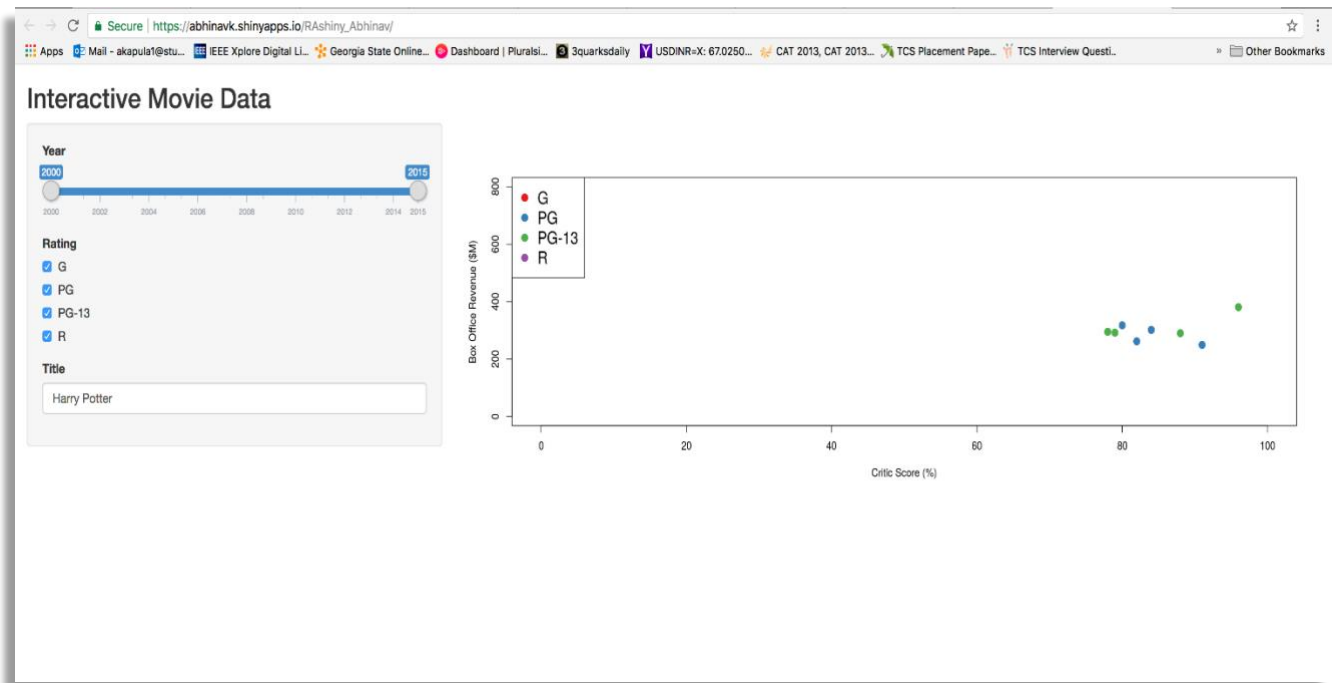 Secure | https://abhinavk.shinyapps.io/RAshiny_Abhinav/
Apps Mail - akapula1@stu... IEEE Xplore Digital Li... Georgia State Online... Dashboard | Pluralsi... 3quarksdaily USDINR=X: 67.0250... CAT 2013, CAT 2013... TCS Placement Pape... TCS Interview Questi.. » Other Bookmarks
Interactive Movie Data
Year
2000 2015
2000 2002 2004 2006 2008 2010 2012 2014 2015
Rating
G
PG
PG-13
R
Title
Harry Potter
G
PG
PG-13
R
Box Office Revenue ($M)
800
600
400
200
0
0 20 40 60 80 100
Critic Score (%)